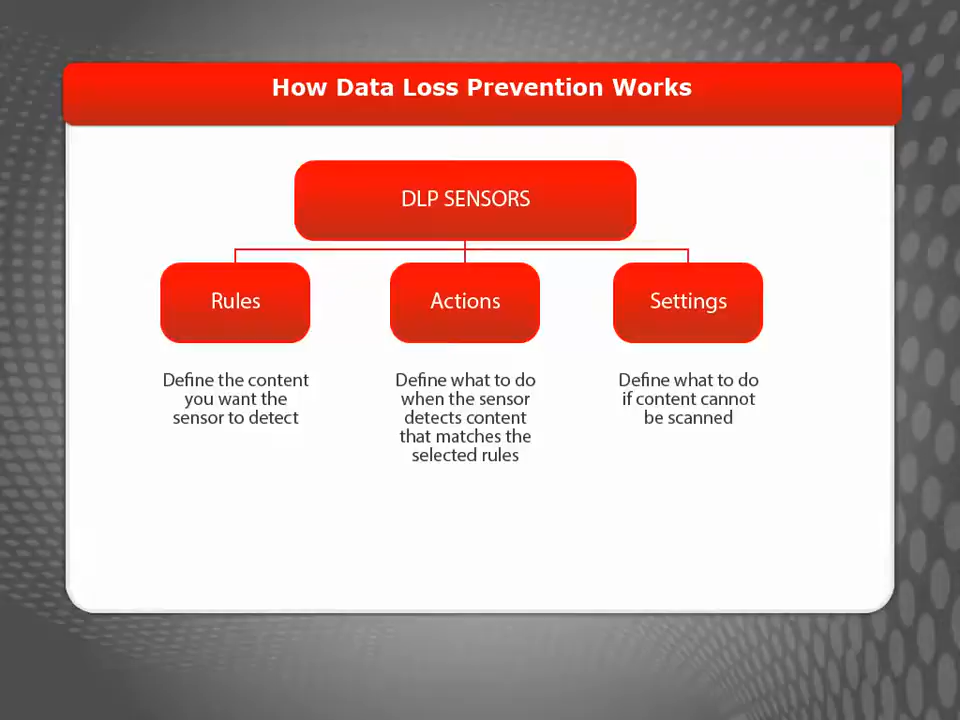 How Data Loss Prevention Works
DLP SENSORS
Rules
Actions
Settings
Define the content
you want the
sensor to detect
Define what to do
when the sensor
detects content
that matches the
selected rules
Define what to do
if content cannot
be scanned